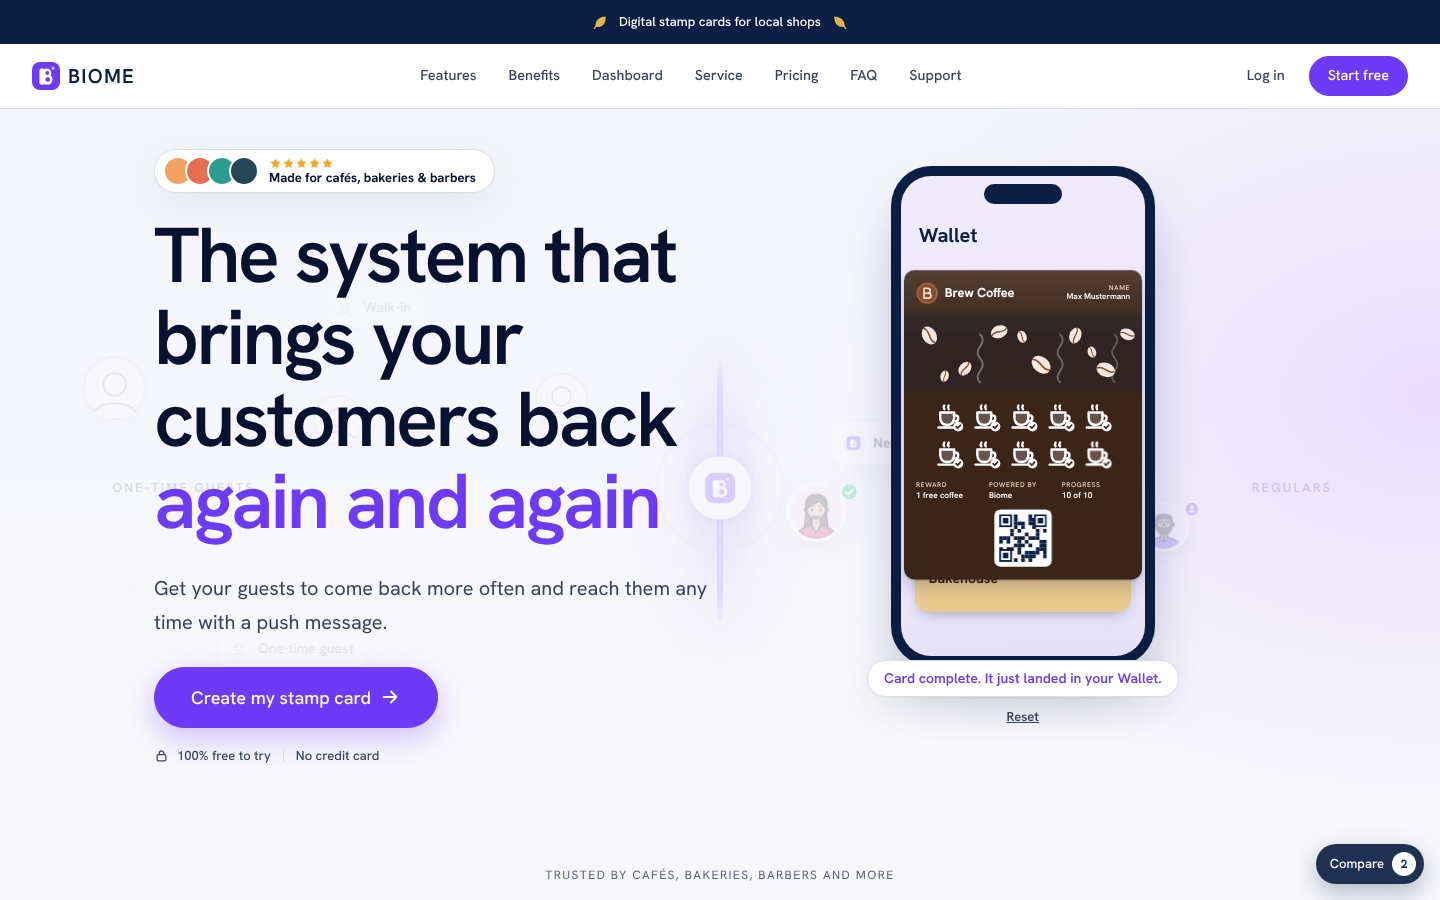 Digital stamp cards for local shops
BIOME
Features
Benefits
Dashboard
Service
Pricing
FAQ
Support
Log in
Start free
Made for cafés, bakeries & barbers
The system that
brings your
customers back
again and again
Walk-in
ONE-TIME GUESTS
Get your guests to come back more often and reach them any
time with a push message.
One-time guest
Create my stamp card
100% free to try
No credit card
Wallet
B
Brew Coffee
NAME
Max Mustermann
REWARD
1 free coffee
POWERED BY
Biome
PROGRESS
10 of 10
Bakehouse
REGULARS
Card complete. It just landed in your Wallet.
Reset
TRUSTED BY CAFÉS, BAKERIES, BARBERS AND MORE
Compare 2